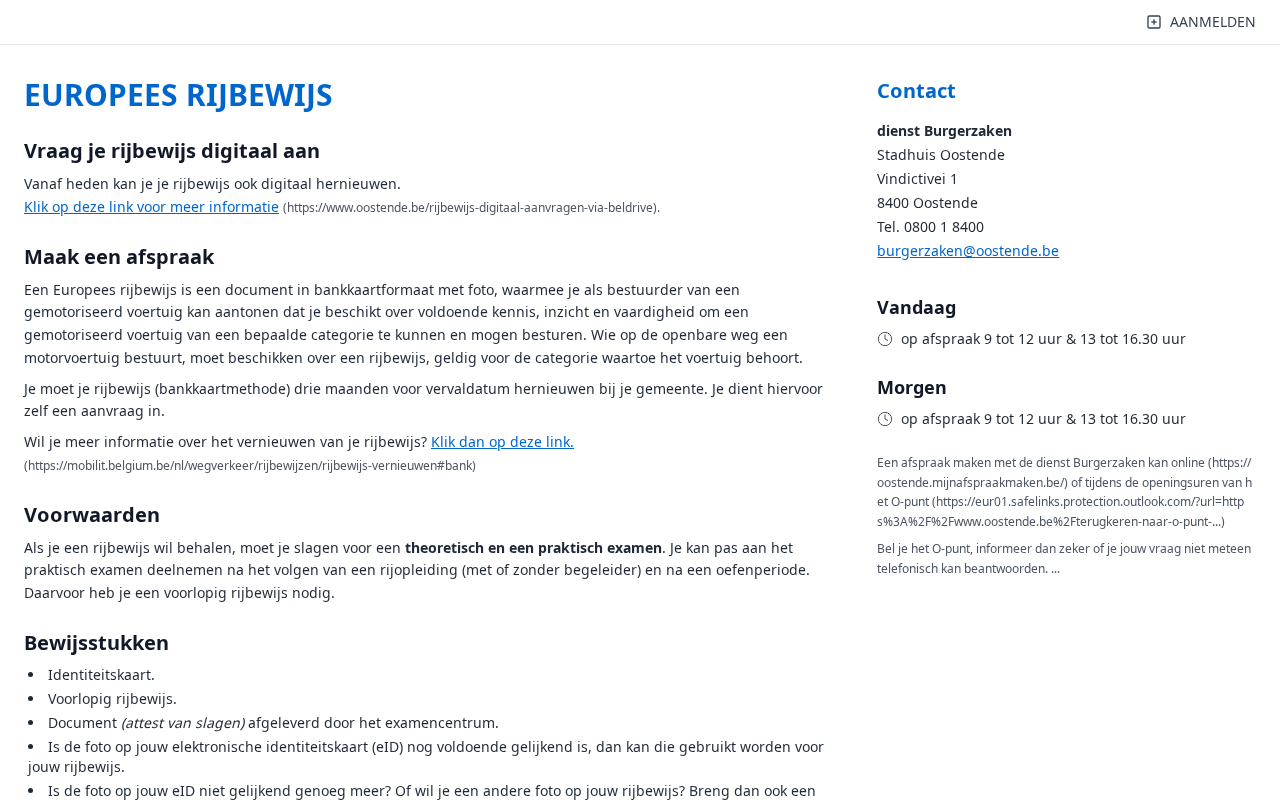 AANMELDEN
EUROPEES RIJBEWIJS
Vraag je rijbewijs digitaal aan
Vanaf heden kan je je rijbewijs ook digitaal hernieuwen.
Klik op deze link voor meer informatie (https://www.oostende.be/rijbewijs-digitaal-aanvragen-via-beldrive).
Maak een afspraak
Een Europees rijbewijs is een document in bankkaartformaat met foto, waarmee je als bestuurder van een
gemotoriseerd voertuig kan aantonen dat je beschikt over voldoende kennis, inzicht en vaardigheid om een
gemotoriseerd voertuig van een bepaalde categorie te kunnen en mogen besturen. Wie op de openbare weg een
motorvoertuig bestuurt, moet beschikken over een rijbewijs, geldig voor de categorie waartoe het voertuig behoort.
Je moet je rijbewijs (bankkaartmethode) drie maanden voor vervaldatum hernieuwen bij je gemeente. Je dient hiervoor
zelf een aanvraag in.
Wil je meer informatie over het vernieuwen van je rijbewijs? Klik dan op deze link.
(https://mobilit.belgium.be/nl/wegverkeer/rijbewijzen/rijbewijs-vernieuwen#bank)
Voorwaarden
Als je een rijbewijs wil behalen, moet je slagen voor een theoretisch en een praktisch examen. Je kan pas aan het
praktisch examen deelnemen na het volgen van een rijopleiding (met of zonder begeleider) en na een oefenperiode.
Daarvoor heb je een voorlopig rijbewijs nodig.
Bewijsstukken
• Identiteitskaart.
• Voorlopig rijbewijs.
• Document (attest van slagen) afgeleverd door het examencentrum.
• Is de foto op jouw elektronische identiteitskaart (eID) nog voldoende gelijkend is, dan kan die gebruikt worden voor
jouw rijbewijs.
• Is de foto op jouw eID niet gelijkend genoeg meer? Of wil je een andere foto op jouw rijbewijs? Breng dan ook een
Contact
dienst Burgerzaken
Stadhuis Oostende
Vindictivei 1
8400 Oostende
Tel. 0800 1 8400
burgerzaken@oostende.be
Vandaag
op afspraak 9 tot 12 uur & 13 tot 16.30 uur
Morgen
op afspraak 9 tot 12 uur & 13 tot 16.30 uur
Een afspraak maken met de dienst Burgerzaken kan online (https://
oostende.mijnafspraakmaken.be/) of tijdens de openingsuren van h
et O-punt (https://eur01.safelinks.protection.outlook.com/?url=http
s%3A%2F%2Fwww.oostende.be%2Fterugkeren-naar-o-punt-...)
Bel je het O-punt, informeer dan zeker of je jouw vraag niet meteen
telefonisch kan beantwoorden. ...